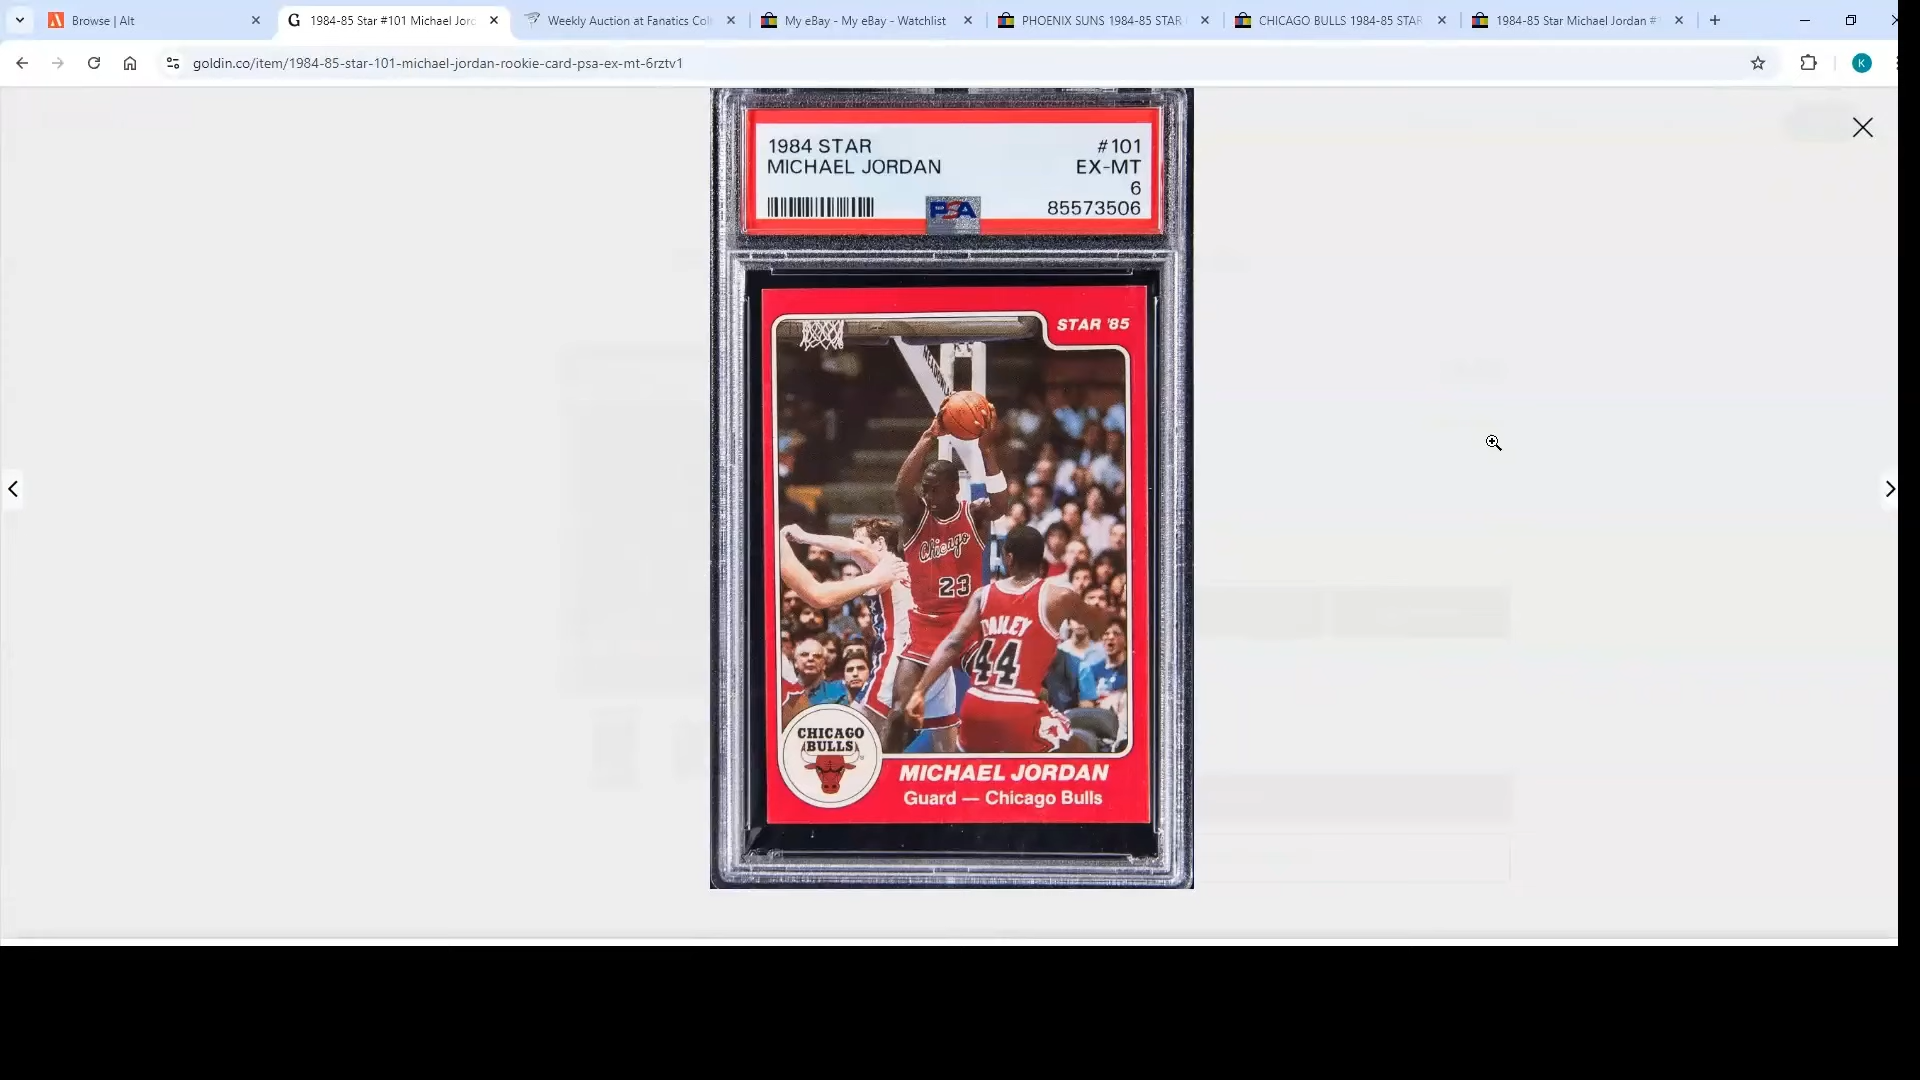 Browse | Alt
1984-85 Star #101 Michael Jorc
Weekly Auction at Fanatics Coll
My eBay - My eBay - Watchlist
PHOENIX SUNS 1984-85 STAR
CHICAGO BULLS 1984-85 STAR
1984-85 Star Michael Jordan #
goldin.co/item/1984-85-star-101-michael-jordan-rookie-card-psa-ex-mt-6rztv1
K
1984 STAR #101
MICHAEL JORDAN EX-MT
6
PSA 85573506
STAR '85
Chicago
23
DAILEY
44
CHICAGO
BULLS
MICHAEL JORDAN
Guard — Chicago Bulls